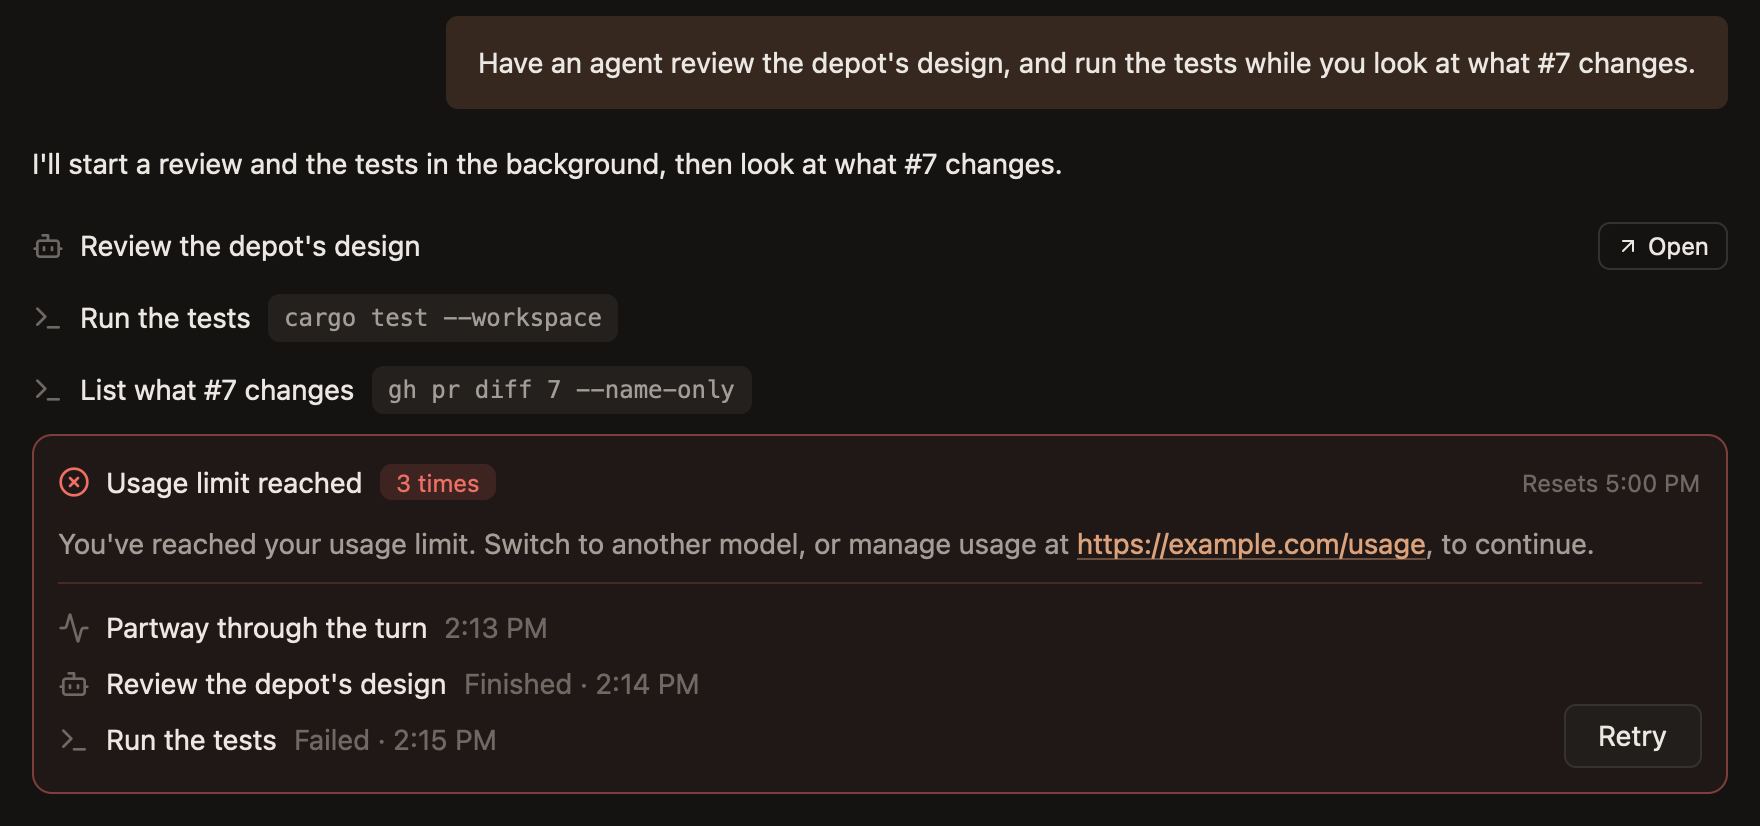 Have an agent review the depot's design, and run the tests while you look at what #7 changes.
I'll start a review and the tests in the background, then look at what #7 changes.
Review the depot's design
Open
Run the tests cargo test --workspace
List what #7 changes gh pr diff 7 --name-only
Usage limit reached 3 times Resets 5:00 PM
You've reached your usage limit. Switch to another model, or manage usage at https://example.com/usage, to continue.
Partway through the turn 2:13 PM
Review the depot's design Finished · 2:14 PM
Run the tests Failed · 2:15 PM
Retry